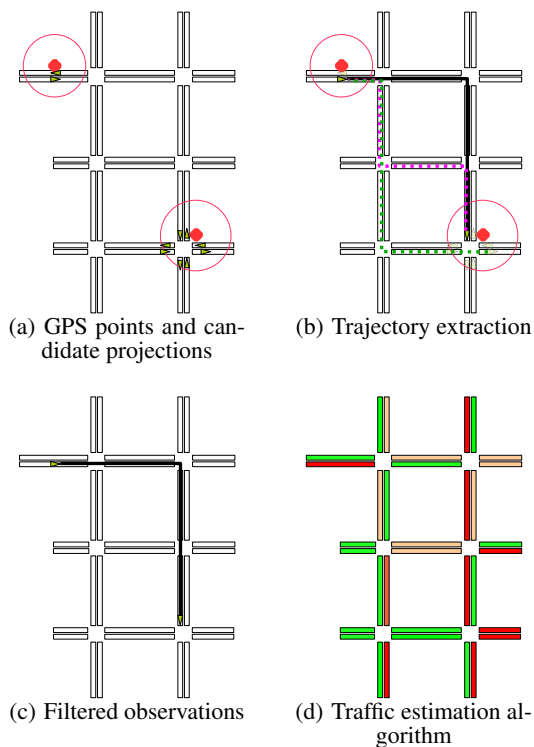 (a) GPS points and can-
didate projections
(b) Trajectory extraction
(c) Filtered observations
(d) Traffic estimation al-
gorithm